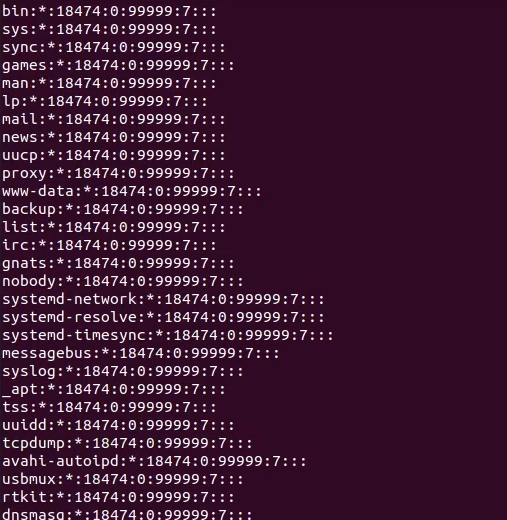 bin:*:18474:0:99999:7:::
sys:*:18474:0:99999:7:::
sync:*:18474:0:99999:7:::
games:*:18474:0:99999:7:::
man:*:18474:0:99999:7:::
lp:*:18474:0:99999:7:::
mail:*:18474:0:99999:7:::
news:*:18474:0:99999:7:::
uucp:*:18474:0:99999:7:::
proxy:*:18474:0:99999:7:::
www-data:*:18474:0:99999:7:::
backup:*:18474:0:99999:7:::
list:*:18474:0:99999:7:::
irc:*:18474:0:99999:7:::
gnats:*:18474:0:99999:7:::
nobody:*:18474:0:99999:7:::
systemd-network:*:18474:0:99999:7:::
systemd-resolve:*:18474:0:99999:7:::
systemd-timesync:*:18474:0:99999:7:::
messagebus:*:18474:0:99999:7:::
syslog:*:18474:0:99999:7:::
_apt:*:18474:0:99999:7:::
tss:*:18474:0:99999:7:::
uuidd:*:18474:0:99999:7:::
tcpdump:*:18474:0:99999:7:::
avahi-autoipd:*:18474:0:99999:7:::
usbmux:*:18474:0:99999:7:::
rtkit:*:18474:0:99999:7:::
dnsmasq:*:18474:0:99999:7:::